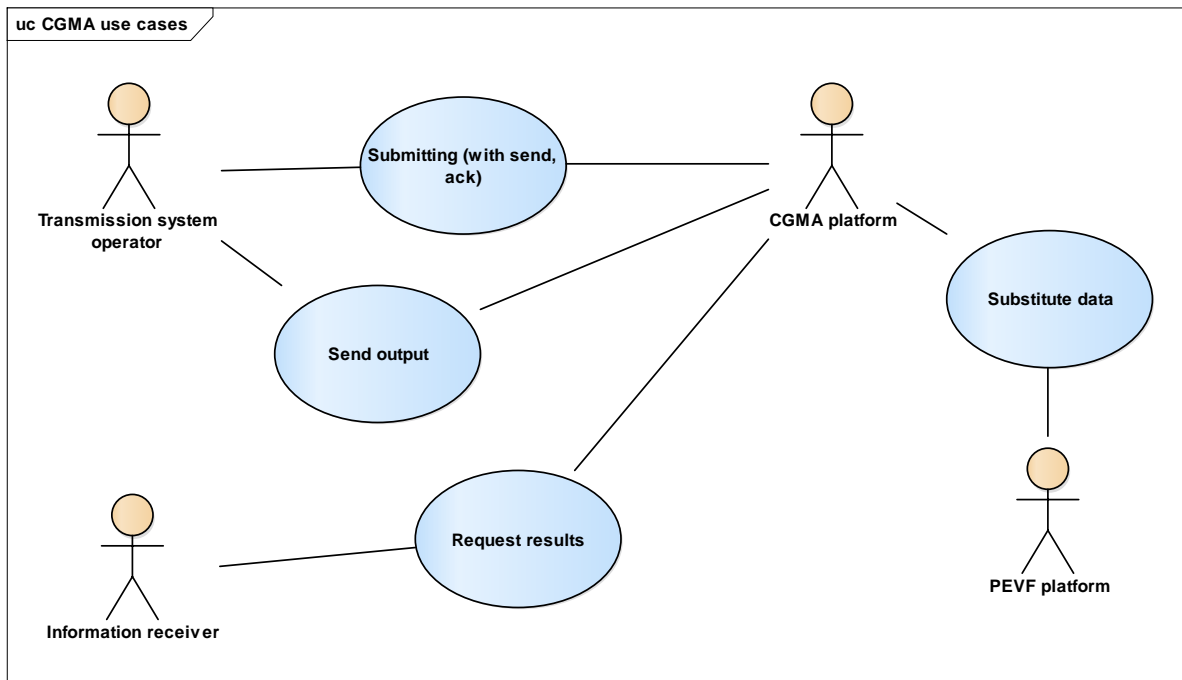 uc CGMA use cases
Submitting (with send,
ack)
Transmission system
operator
CGMA platform
Substitute data
Send output
Request results
PEVF platform
Information receiver